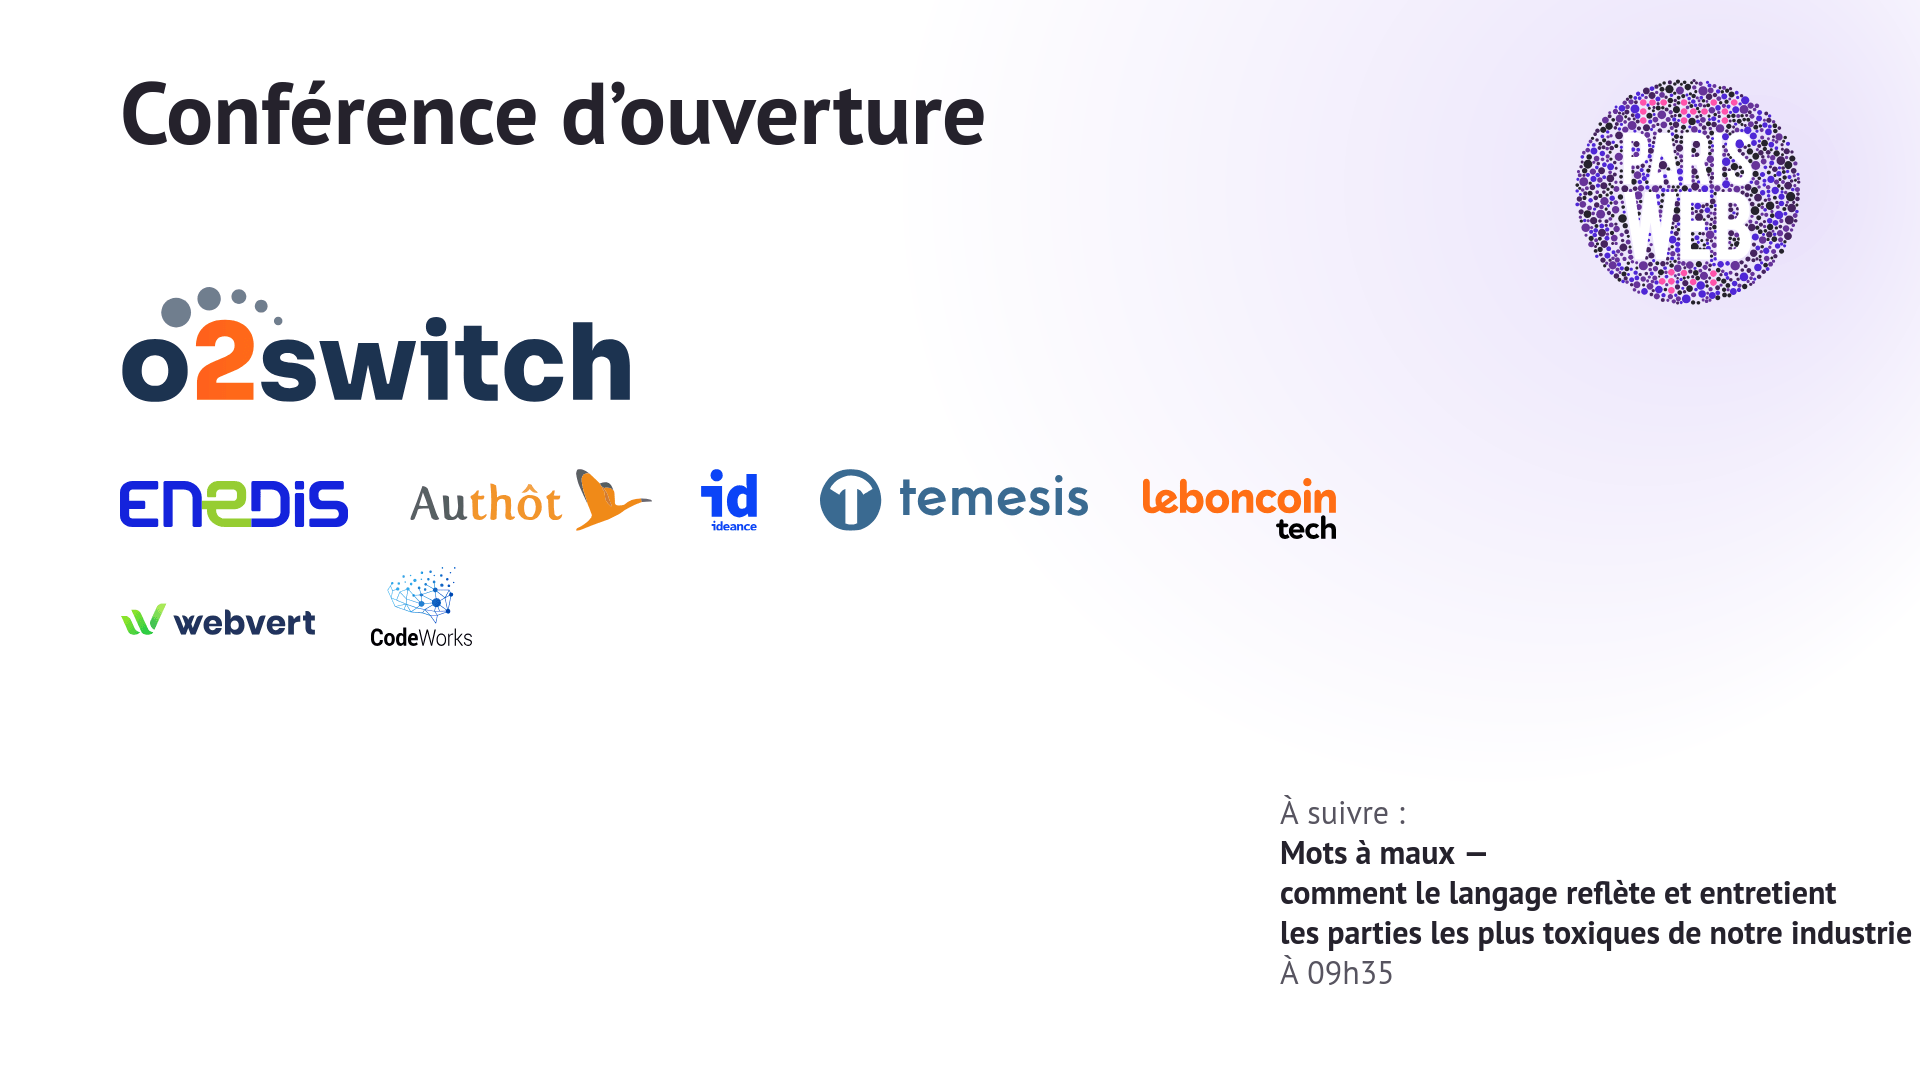 Conférence d’ouverture
PARIS
WEB
o2switch
ENEDIS
Authôt
id
ideance
temesis
leboncoin
tech
webvert
CodeWorks
À suivre :
Mots à maux —
comment le langage reflète et entretient
les parties les plus toxiques de notre industrie
À 09h35